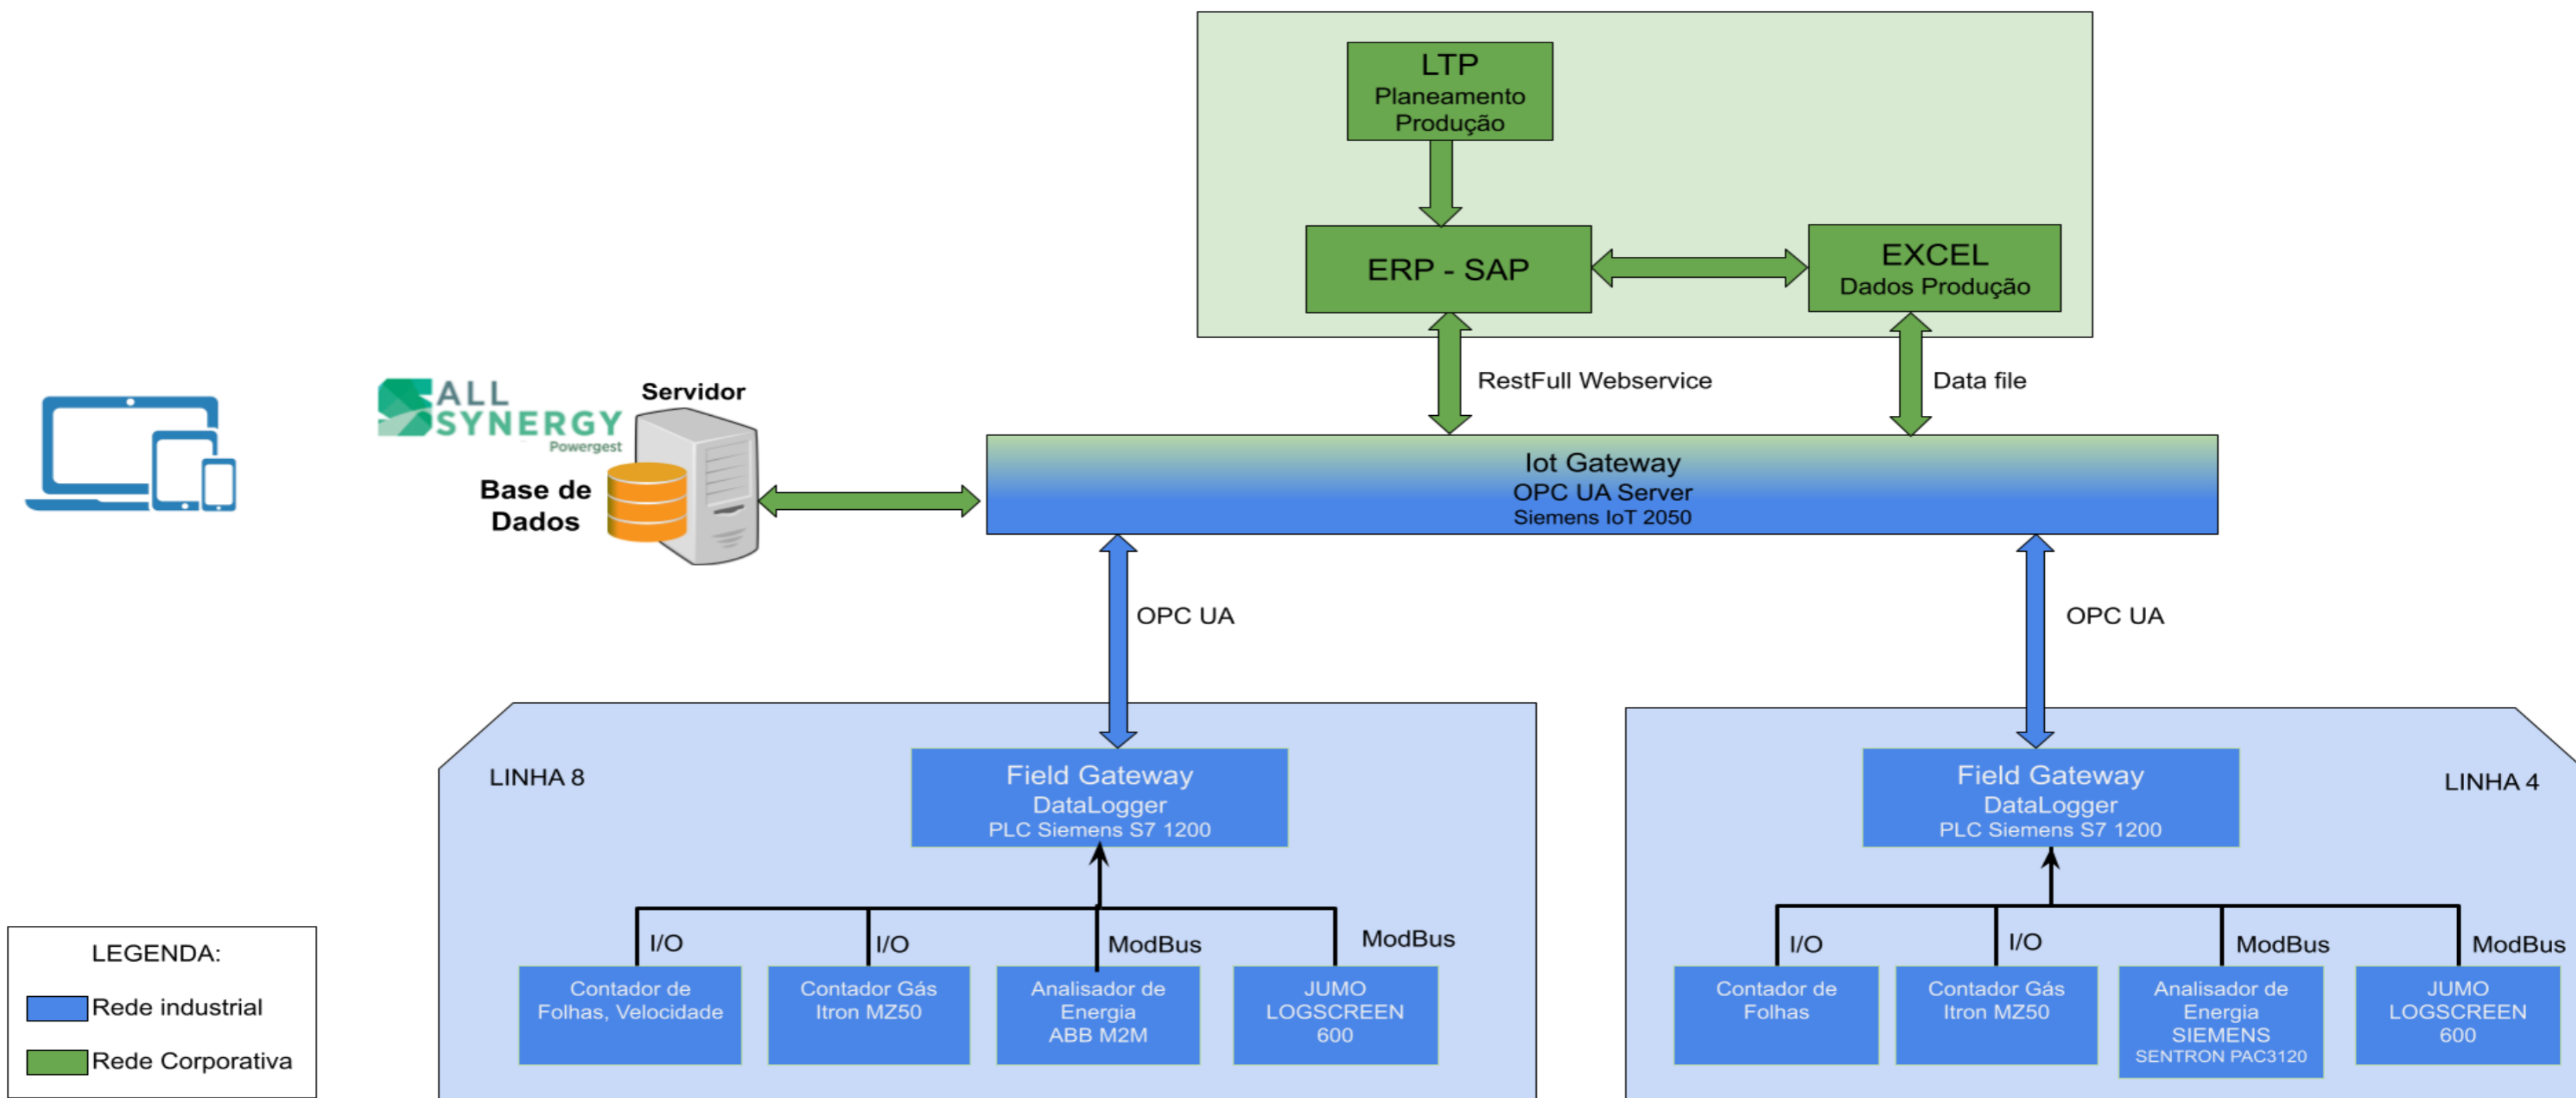 LTP
Planeamento
Produção
ERP - SAP
EXCEL
Dados Produção
RestFull Webservice
Data file
ALL
SYNERGY
Powergest
Servidor
Base de
Dados
Iot Gateway
OPC UA Server
Siemens IoT 2050
OPC UA
OPC UA
LINHA 8
Field Gateway
DataLogger
PLC Siemens S7 1200
I/O
I/O
ModBus
ModBus
Contador de
Folhas, Velocidade
Contador Gás
Itron MZ50
Analisador de
Energia
ABB M2M
JUMO
LOGSCREEN
600
LINHA 4
Field Gateway
DataLogger
PLC Siemens S7 1200
I/O
I/O
ModBus
ModBus
Contador de
Folhas
Contador Gás
Itron MZ50
Analisador de
Energia
SIEMENS
SENTRON PAC3120
JUMO
LOGSCREEN
600
LEGENDA:
Rede industrial
Rede Corporativa